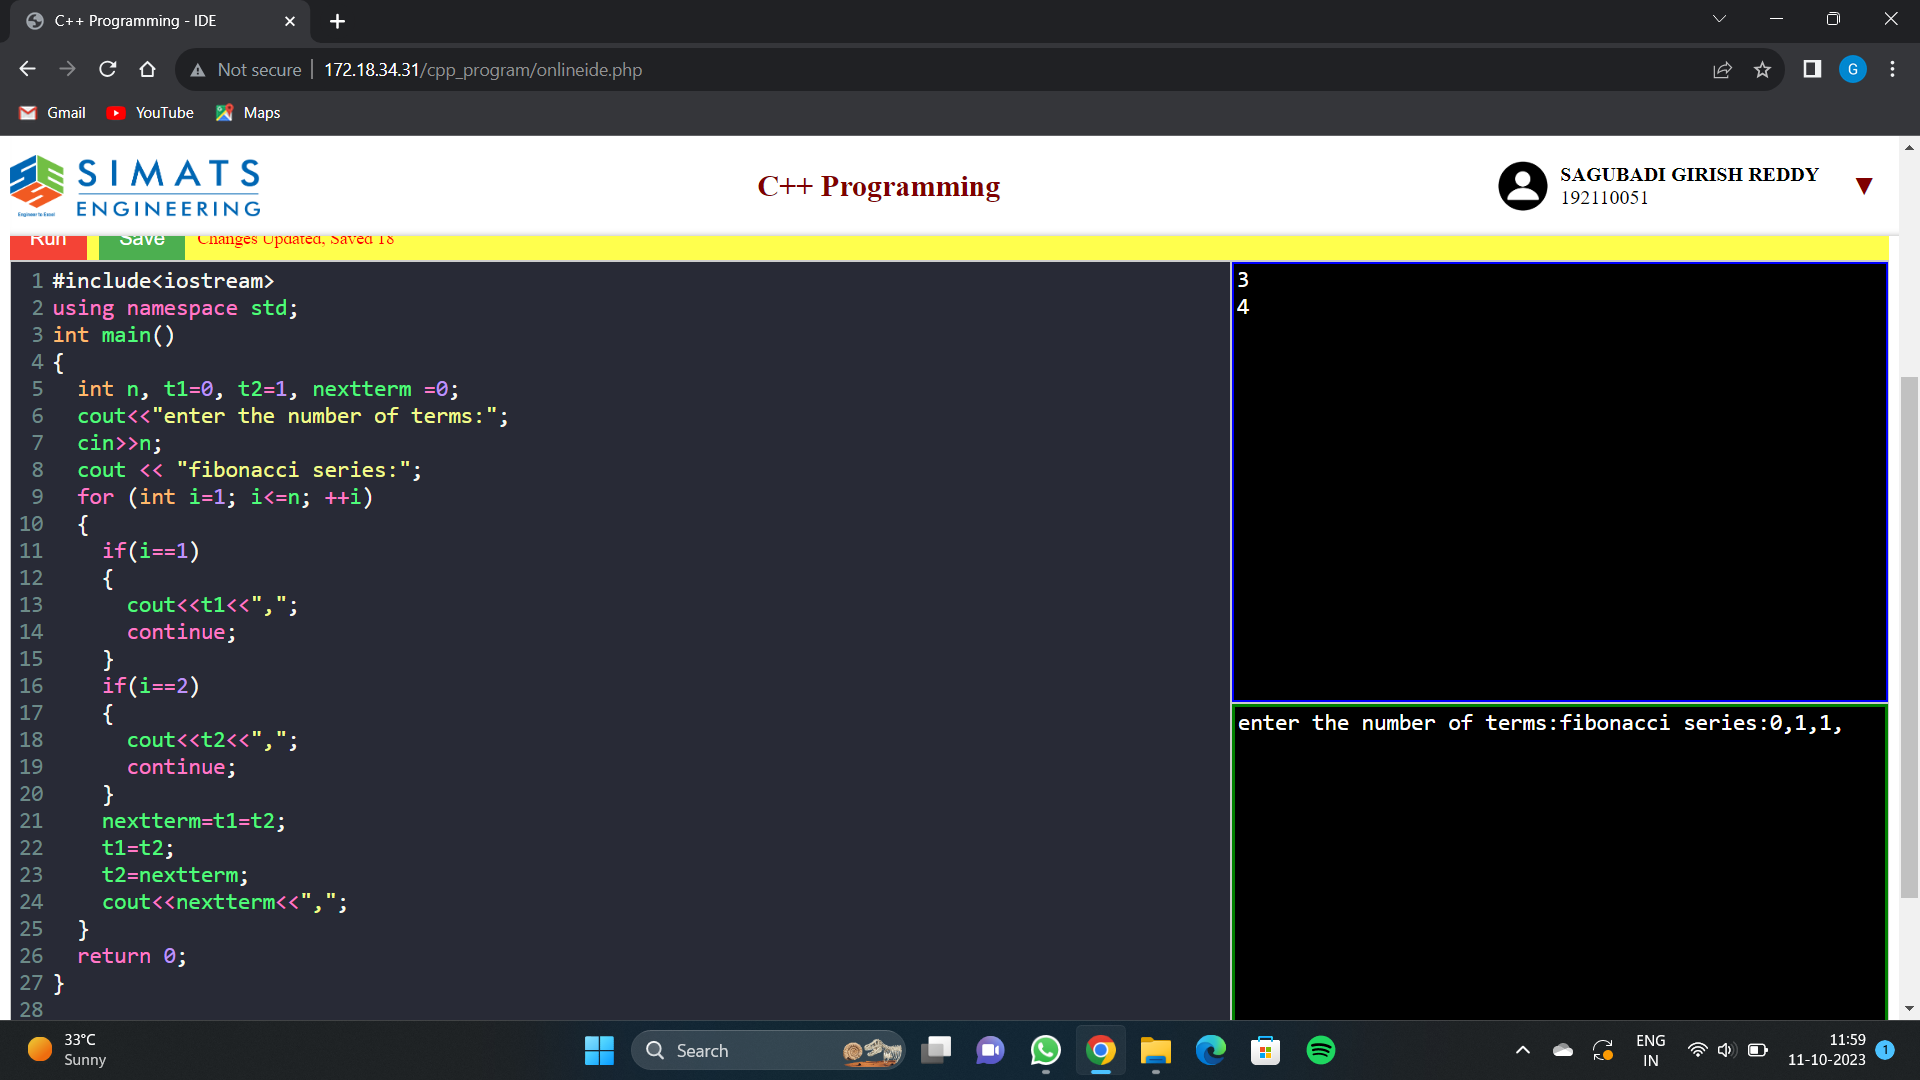 C++ Programming - IDE
Not secure 172.18.34.31/cpp_program/onlineide.php
G
Gmail YouTube Maps
SIMATS
ENGINEERING
Engineer to Excel
C++ Programming
SAGUBADI GIRISH REDDY
192110051
Run Save Changes Updated, Saved 18
1 #include<iostream>
2 using namespace std;
3 int main()
4 {
5 int n, t1=0, t2=1, nextterm =0;
6 cout<<"enter the number of terms:";
7 cin>>n;
8 cout << "fibonacci series:";
9 for (int i=1; i<=n; ++i)
10 {
11 if(i==1)
12 {
13 cout<<t1<<",";
14 continue;
15 }
16 if(i==2)
17 {
18 cout<<t2<<",";
19 continue;
20 }
21 nextterm=t1=t2;
22 t1=t2;
23 t2=nextterm;
24 cout<<nextterm<<",";
25 }
26 return 0;
27 }
28
3
4
enter the number of terms:fibonacci series:0,1,1,
33°C
Sunny
Search
ENG
IN
11:59
11-10-2023
1